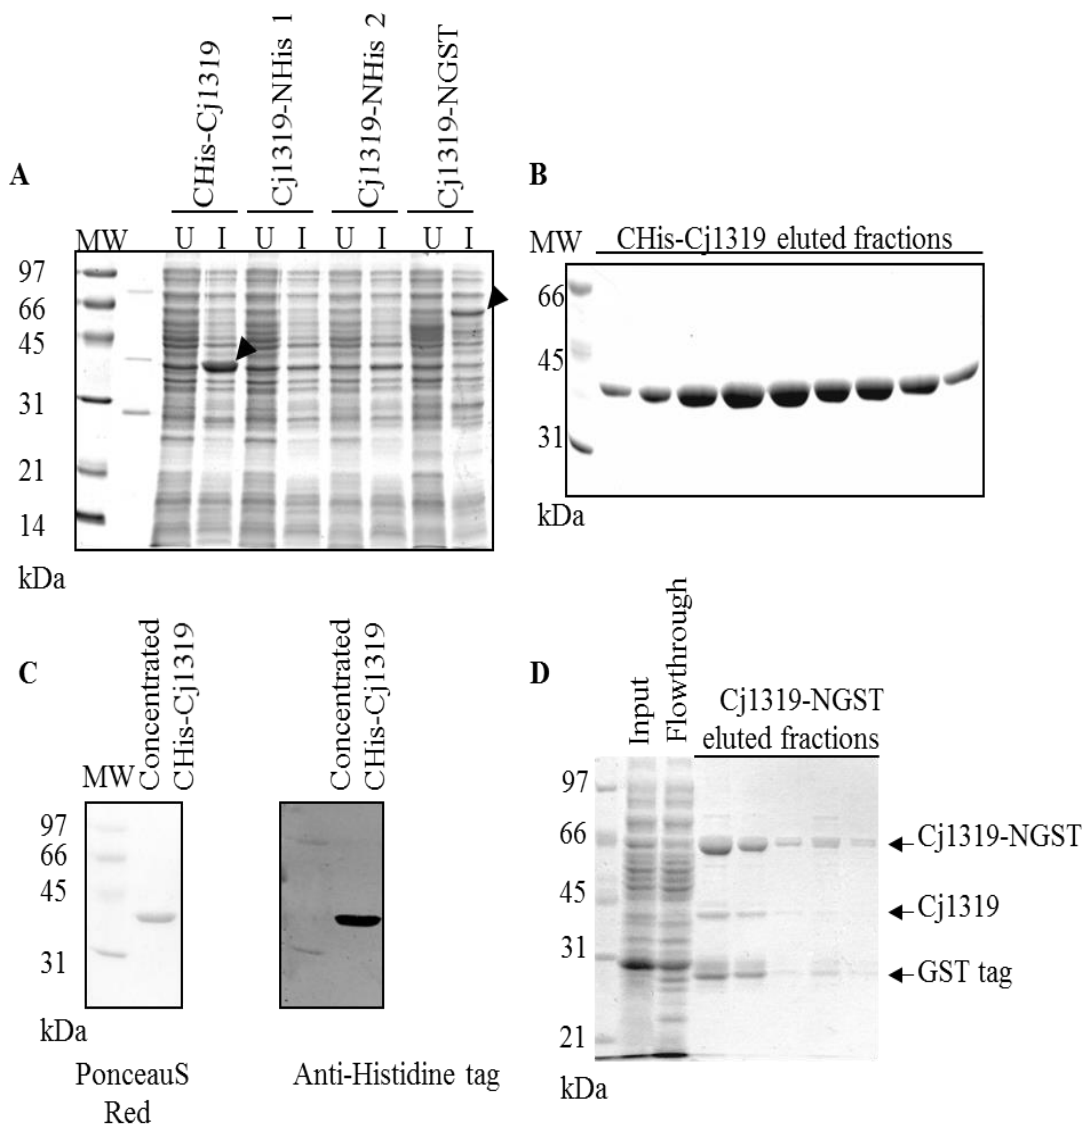 A
CHis-Cj1319
Cj1319-NHis 1
Cj1319-NHis 2
Cj1319-NGST
MW U I U I U I U I
97
66
45
31
21
14
kDa
B
MW CHis-Cj1319 eluted fractions
66
45
31
kDa
C
MW
Concentrated
CHis-Cj1319
Concentrated
CHis-Cj1319
97
66
45
31
kDa
PonceauS
Red
Anti-Histidine tag
D
Input
Flowthrough
Cj1319-NGST
eluted fractions
97
66
45
31
21
kDa
Cj1319-NGST
Cj1319
GST tag